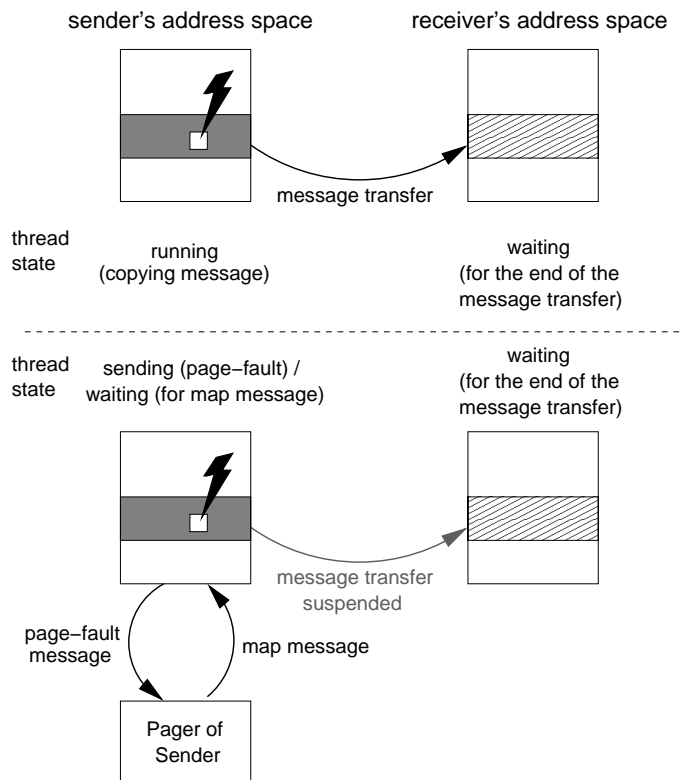 sender's address space
receiver's address space
message transfer
thread
state
running
(copying message)
waiting
(for the end of the
message transfer)
thread
state
sending (page−fault) /
waiting (for map message)
waiting
(for the end of the
message transfer)
message transfer
suspended
page−fault
message
map message
Pager of
Sender